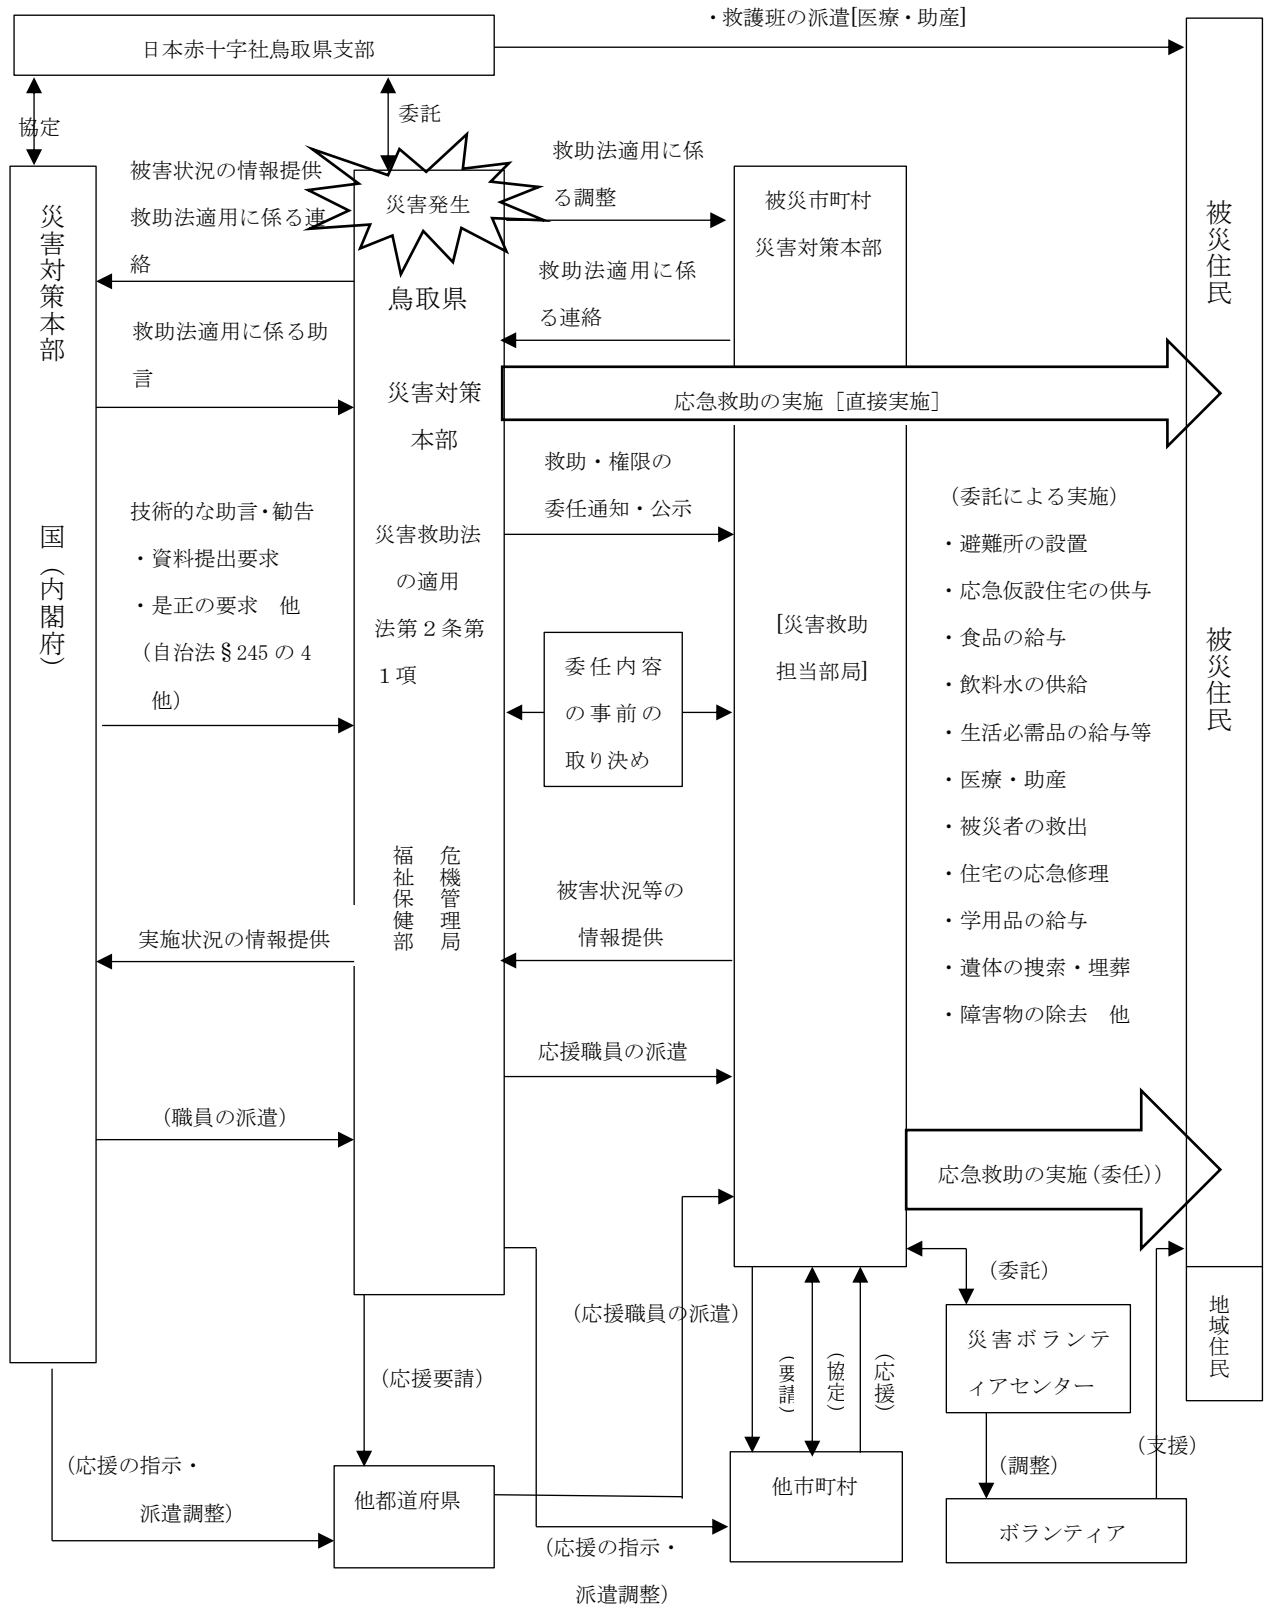 ・救護班の派遣[医療・助産]
日本赤十字社鳥取県支部
協定
委託
災害対策本部
国（内閣府）
被害状況の情報提供
救助法適用に係る連
絡
救助法適用に係る助
言
技術的な助言・勧告
・資料提出要求
・是正の要求　他
（自治法§245 の 4
他）
実施状況の情報提供
（職員の派遣）
災害発生
鳥取県
災害対策
本部
災害救助法
の適用
法第２条第
１項
危機管理局
福祉保健部
救助法適用に係
る調整
救助法適用に係
る連絡
応急救助の実施［直接実施］
救助・権限の
委任通知・公示
委任内容
の事前の
取り決め
被害状況等の
情報提供
応援職員の派遣
被災市町村
災害対策本部
[災害救助
担当部局]
（委託による実施）
・避難所の設置
・応急仮設住宅の供与
・食品の給与
・飲料水の供給
・生活必需品の給与等
・医療・助産
・被災者の救出
・住宅の応急修理
・学用品の給与
・遺体の捜索・埋葬
・障害物の除去　他
応急救助の実施（委任））
被災住民
被災住民
地域住民
（応援職員の派遣）
（応援要請）
（要請）
（協定）
（応援）
（委託）
災害ボランテ
ィアセンター
（調整）
（支援）
ボランティア
（応援の指示・
派遣調整）
他都道府県
他市町村
（応援の指示・
派遣調整）